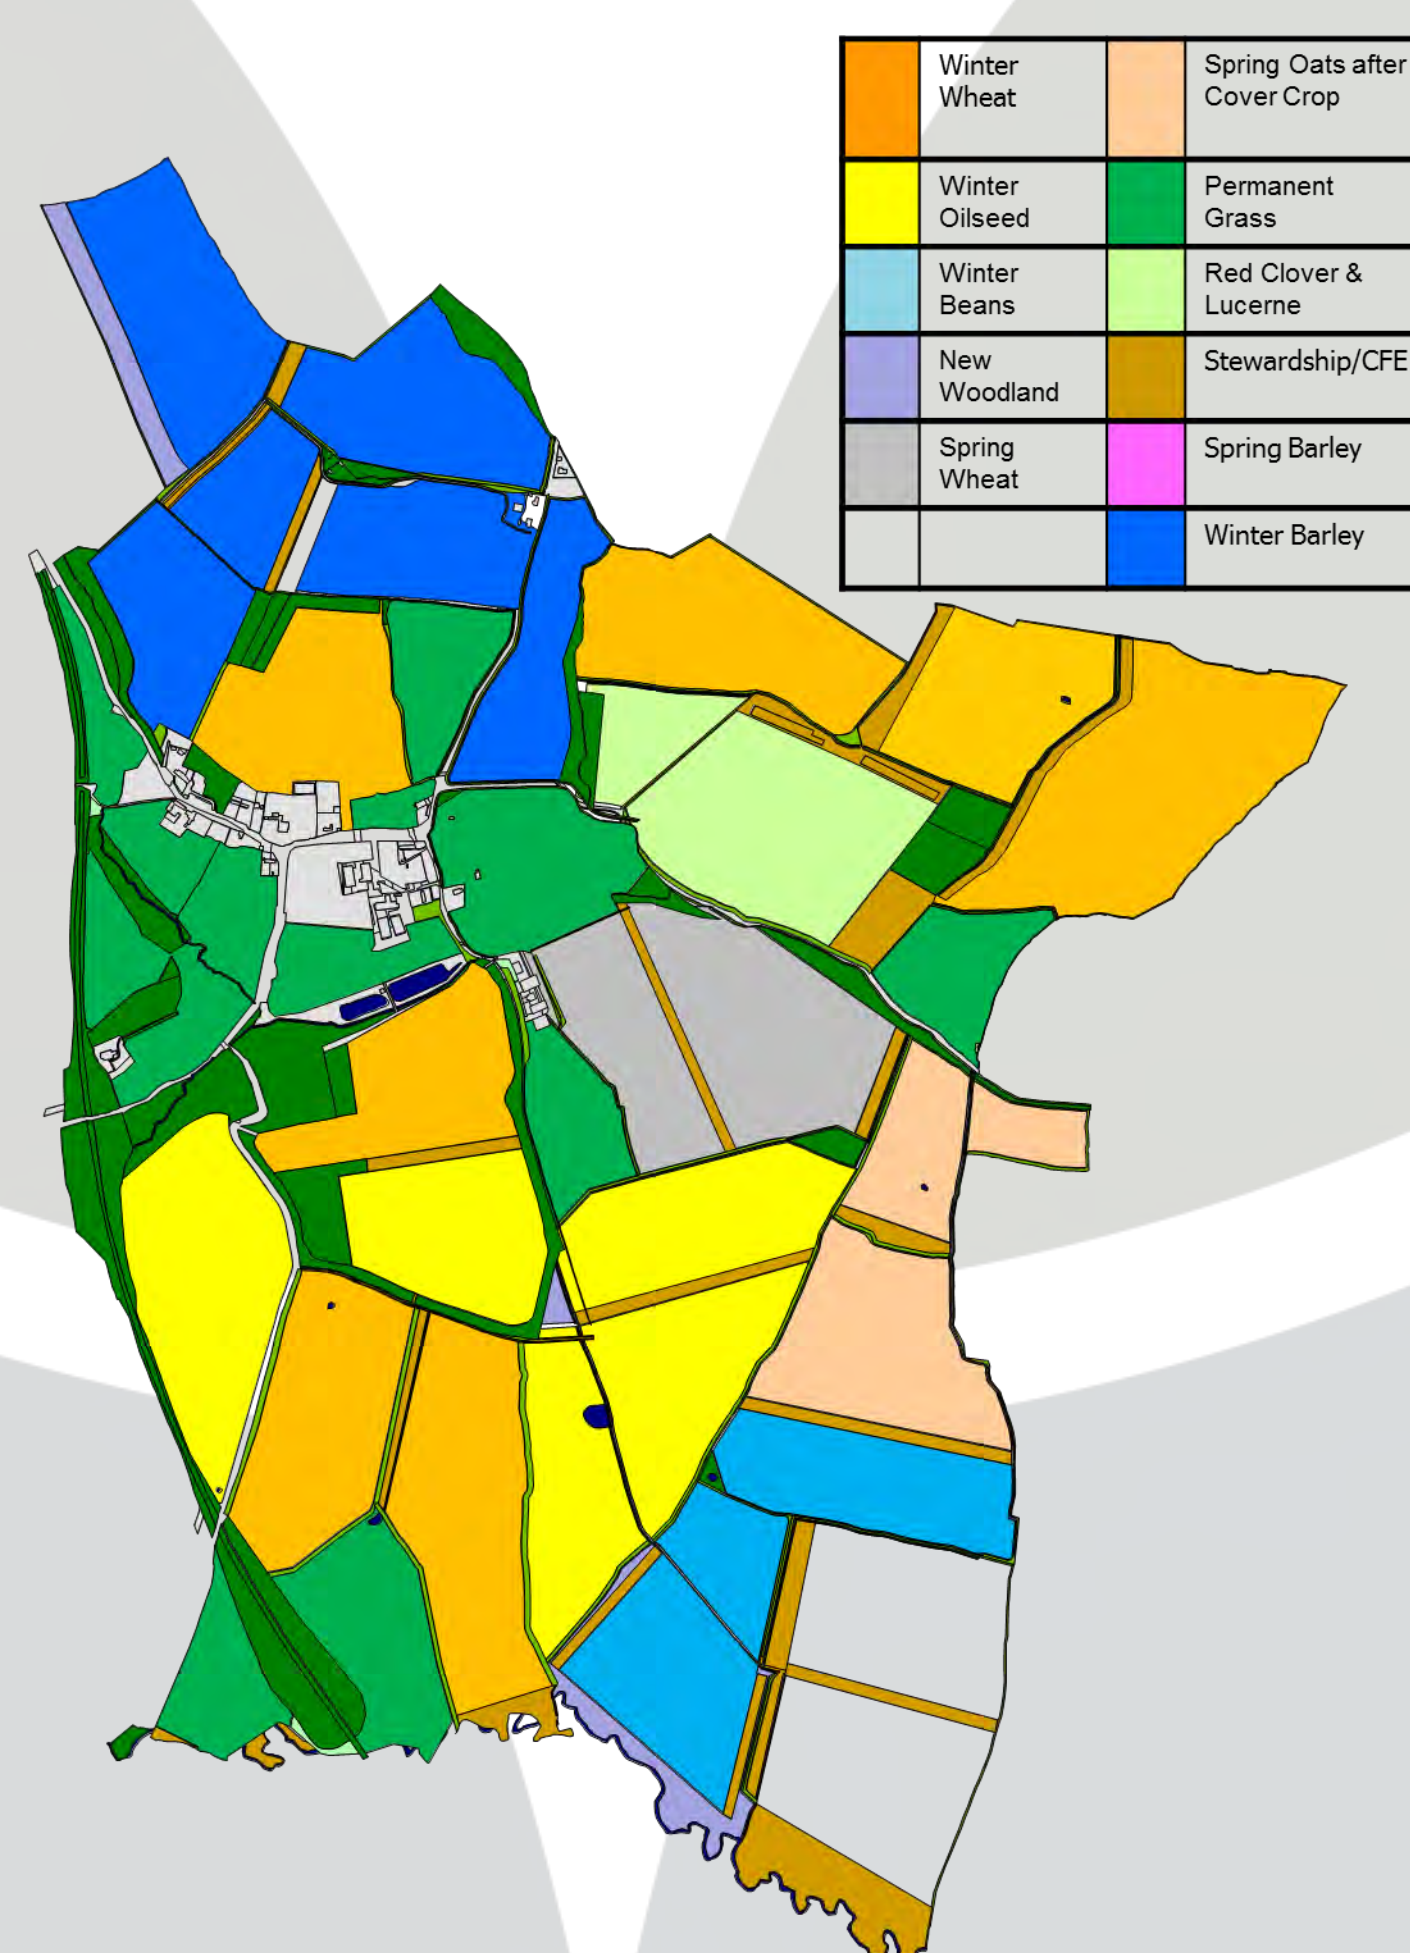 Winter
Wheat
Spring Oats after
Cover Crop
Winter
Oilseed
Permanent
Grass
Winter
Beans
Red Clover &
Lucerne
New
Woodland
Stewardship/CFE
Spring
Wheat
Spring Barley
Winter Barley